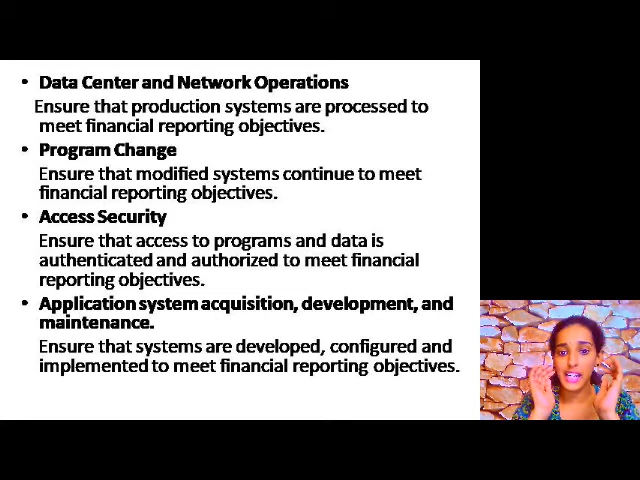 • Data Center and Network Operations
Ensure that production systems are processed to
meet financial reporting objectives.
• Program Change
Ensure that modified systems continue to meet
financial reporting objectives.
• Access Security
Ensure that access to programs and data is
authenticated and authorized to meet financial
reporting objectives.
• Application system acquisition, development, and
maintenance.
Ensure that systems are developed, configured and
implemented to meet financial reporting objectives.